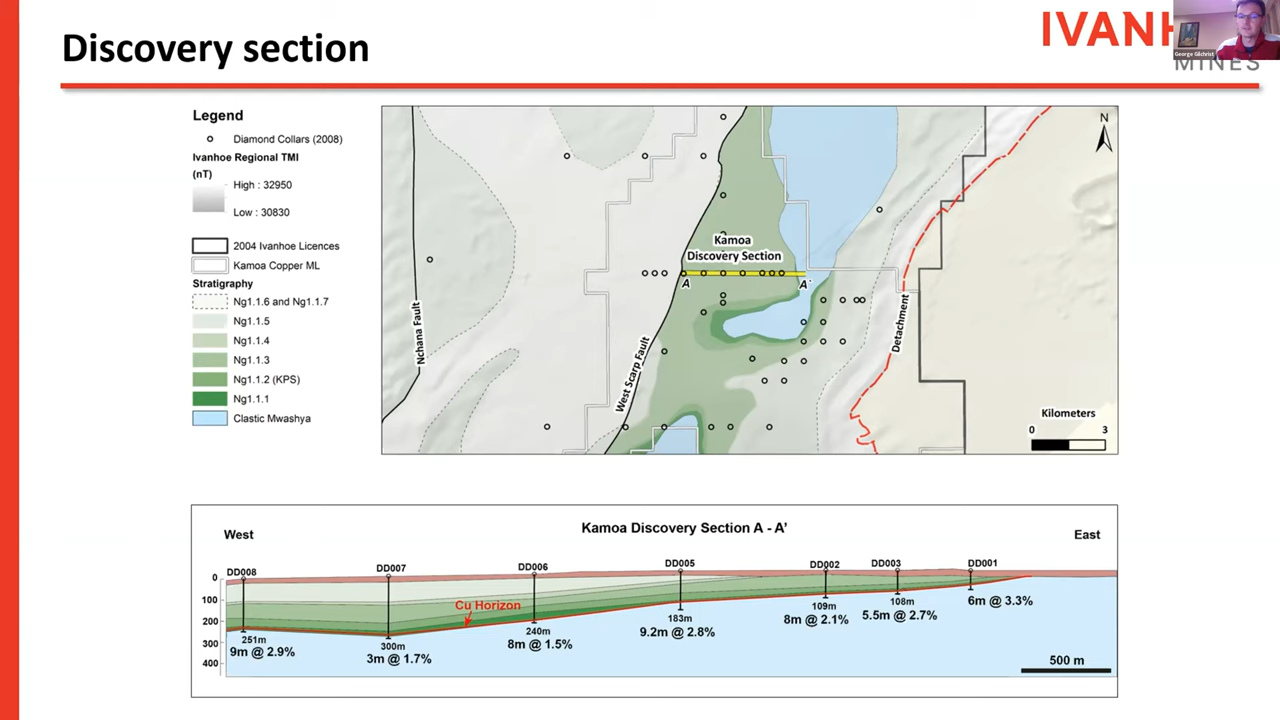 Discovery section
IVANH
MINES
George Gilchrist
Legend
Diamond Collars (2008)
Ivanhoe Regional TMI
(nT)
High : 32950
Low : 30830
2004 Ivanhoe Licences
Kamoa Copper ML
Stratigraphy
Ng1.1.6 and Ng1.1.7
Ng1.1.5
Ng1.1.4
Ng1.1.3
Ng1.1.2 (KPS)
Ng1.1.1
Clastic Mwashya
N
Kamoa
Discovery Section
A
A'
Nchana Fault
West Scarp Fault
Detachment
Kilometers
0 3
Kamoa Discovery Section A - A'
West
East
DD008
DD007
DD006
DD005
DD002
DD003
DD001
0
100
200
300
400
Cu Horizon
251m
9m @ 2.9%
300m
3m @ 1.7%
240m
8m @ 1.5%
183m
9.2m @ 2.8%
109m
8m @ 2.1%
108m
5.5m @ 2.7%
6m @ 3.3%
500 m